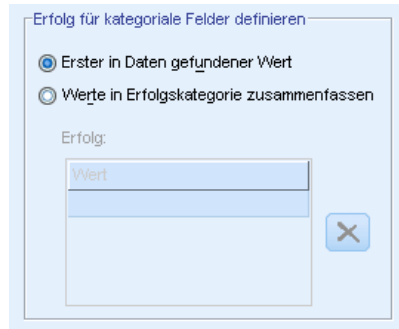 Erfolg für kategoriale Felder definieren
Erster in Daten gefundener Wert
Werte in Erfolgskategorie zusammenfassen
Erfolg:
Wert